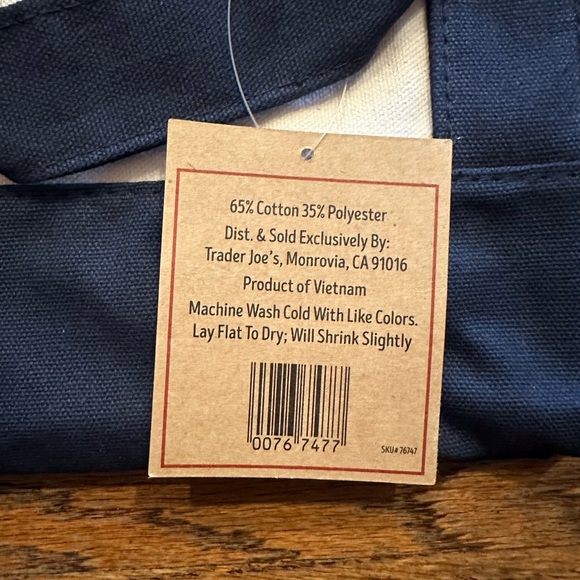 65% Cotton 35% Polyester
Dist. & Sold Exclusively By:
Trader Joe's, Monrovia, CA 91016
Product of Vietnam
Machine Wash Cold With Like Colors.
Lay Flat To Dry; Will Shrink Slightly
0076 7477
SKU# 76747